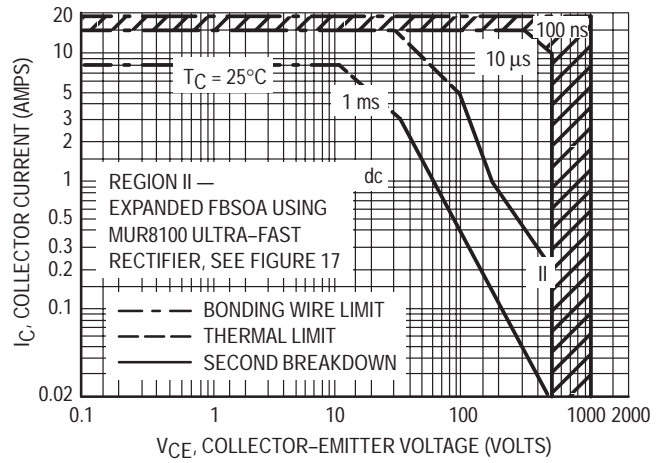 20
10
5
3
2
1
0.5
0.3
0.2
0.1
0.02
I C, COLLECTOR CURRENT (AMPS)
100 ns
10 µs
T C = 25°C
1 ms
dc
REGION II —
EXPANDED FBSOA USING
MUR8100 ULTRA–FAST
RECTIFIER, SEE FIGURE 17
II
BONDING WIRE LIMIT
THERMAL LIMIT
SECOND BREAKDOWN
0.1 1 10 100 1000 2000
VCE, COLLECTOR–EMITTER VOLTAGE (VOLTS)